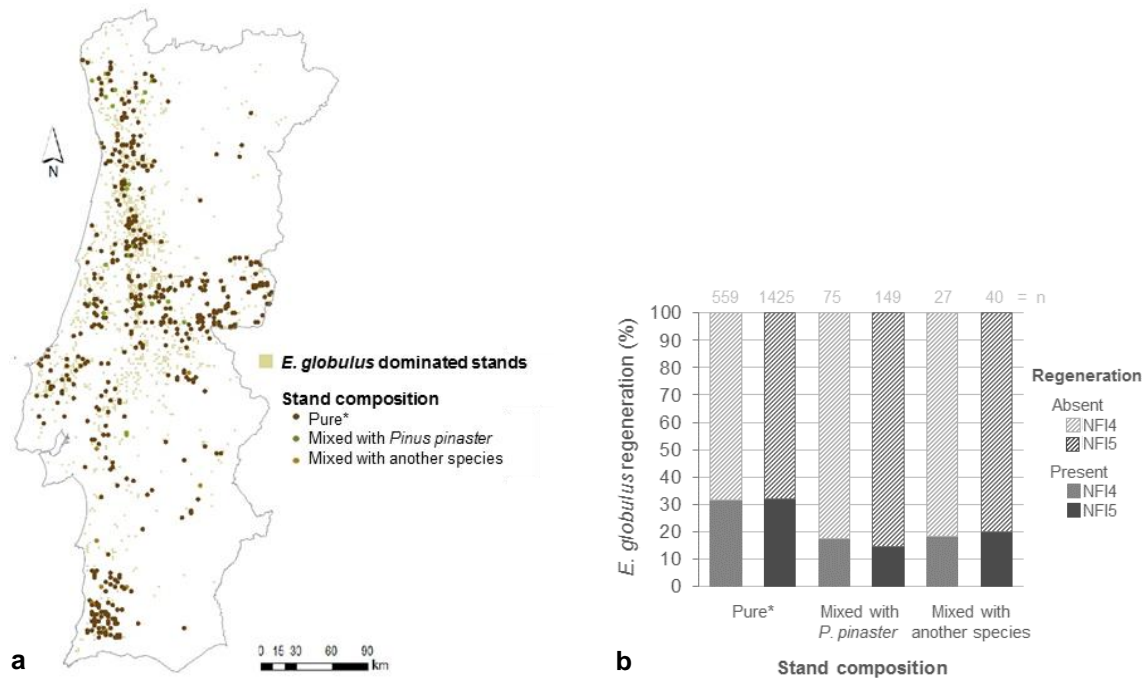 N
E. globulus dominated stands
Stand composition
Pure*
Mixed with Pinus pinaster
Mixed with another species
0 15 30 60 90
km
a
559 1425 75 149 27 40 = n
E. globulus regeneration (%)
100
90
80
70
60
50
40
30
20
10
0
Pure*
Mixed with
P. pinaster
Mixed with
another species
Stand composition
Regeneration
Absent
NFI4
NFI5
Present
NFI4
NFI5
b